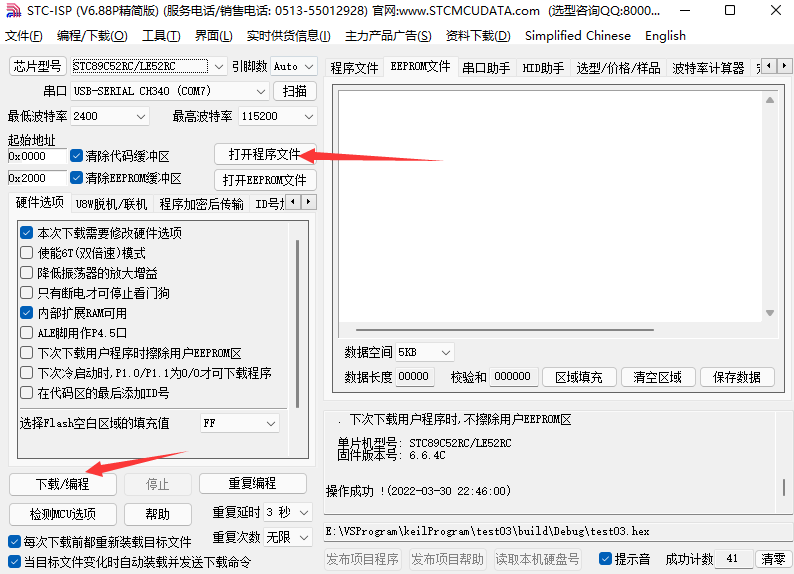 STC-ISP (V6.88P精简版) (服务电话/销售电话: 0513-55012928) 官网:www.STCMCUDATA.com (选型咨询QQ:8000...
文件(F) 编程/下载(O) 工具(T) 界面(L) 实时供货信息(I) 主力产品广告(S) 资料下载(D) Simplified Chinese English
芯片型号 STC89C52RC/LE52RC 引脚数 Auto
串口 USB-SERIAL CH340 (COM7) 扫描
最低波特率 2400 最高波特率 115200
起始地址
0x0000 清除代码缓冲区 打开程序文件
0x2000 清除EEPROM缓冲区 打开EEPROM文件
硬件选项 U8W脱机/联机 程序加密后传输 ID号
本次下载需要修改硬件选项
使能6T(双倍速)模式
降低振荡器的放大增益
只有断电才可停止看门狗
内部扩展RAM可用
ALE脚用作P4.5口
下次下载用户程序时擦除用户EEPROM区
下次冷启动时,P1.0/P1.1为0/0才可下载程序
在代码区的最后添加ID号
选择Flash空白区域的填充值 FF
下载/编程 停止 重复编程
检测MCU选项 帮助 重复延时 3 秒
重复次数 无限
每次下载前都重新装载目标文件
当目标文件变化时自动装载并发送下载命令
程序文件 EEPROM文件 串口助手 HID助手 选型/价格/样品 波特率计算器
数据空间 5KB
数据长度 00000 校验和 000000 区域填充 清空区域 保存数据
. 下次下载用户程序时,不擦除用户EEPROM区
单片机型号: STC89C52RC/LE52RC
固件版本号: 6.6.4C
操作成功 !(2022-03-30 22:46:00)
E:\VSProgram\keilProgram\test03\build\Debug\test03.hex
发布项目程序 发布项目帮助 读取本机硬盘号 提示音 成功计数 41 清零